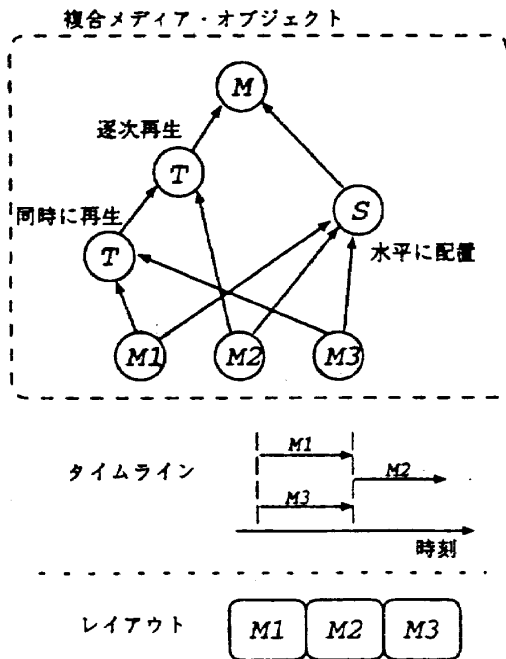 複合メディア・オブジェクト
M
逐次再生
T
同時に再生
S
T
水平に配置
M1
M2
M3
タイムライン
M1
M2
M3
時刻
レイアウト
M1
M2
M3